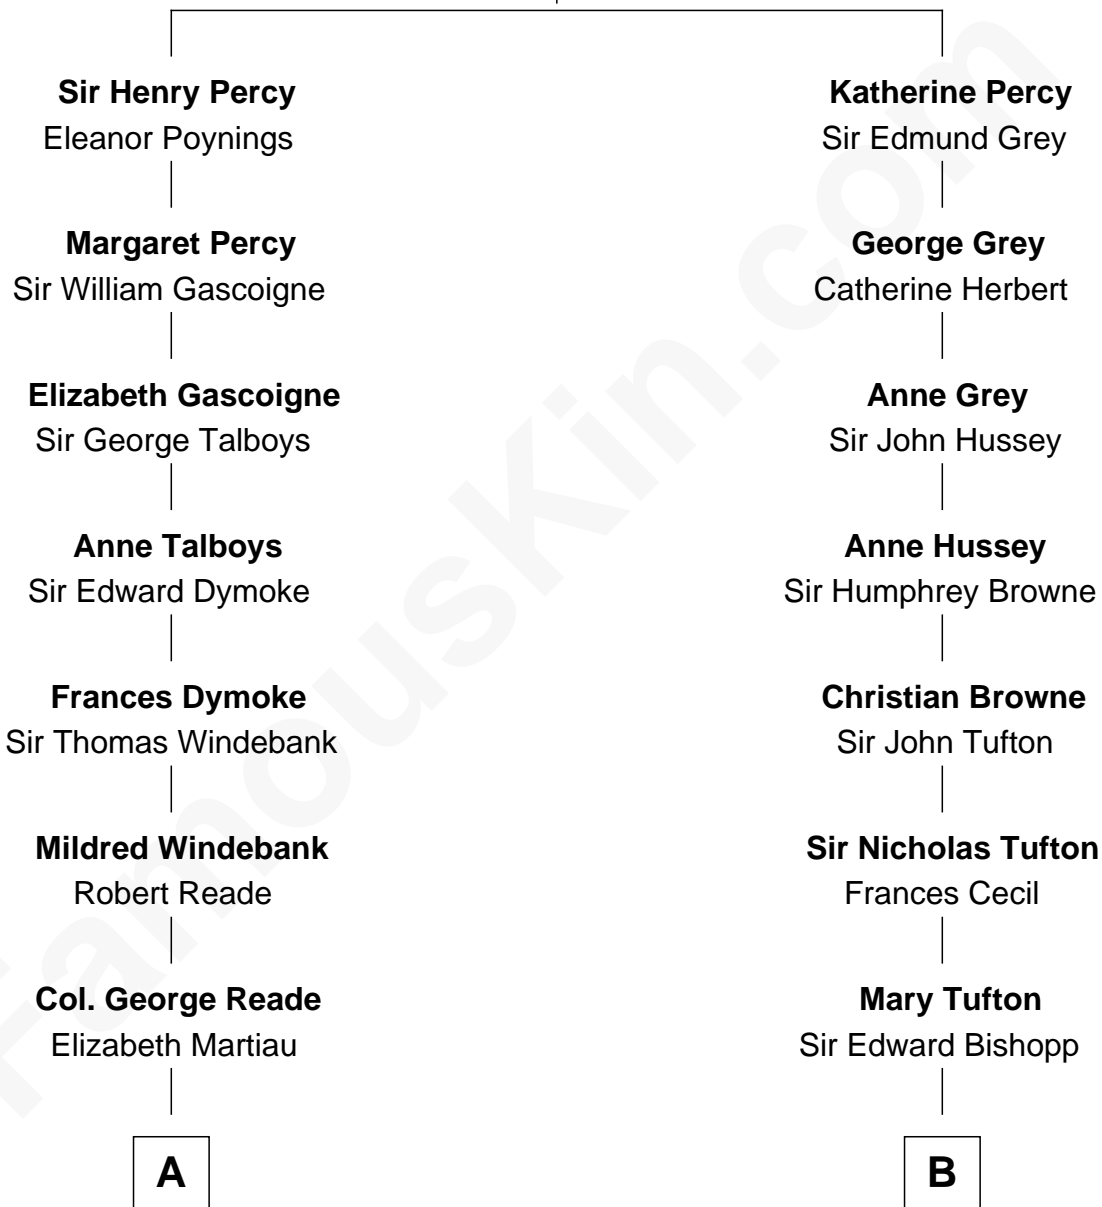 Sir Henry Percy
Eleanor Poynings
Margaret Percy
Sir William Gascoigne
Elizabeth Gascoigne
Sir George Talboys
Anne Talboys
Sir Edward Dymoke
Frances Dymoke
Sir Thomas Windebank
Mildred Windebank
Robert Reade
Col. George Reade
Elizabeth Martiau
A
Katherine Percy
Sir Edmund Grey
George Grey
Catherine Herbert
Anne Grey
Sir John Hussey
Anne Hussey
Sir Humphrey Browne
Christian Browne
Sir John Tufton
Sir Nicholas Tufton
Frances Cecil
Mary Tufton
Sir Edward Bishopp
B
FamousKin.com